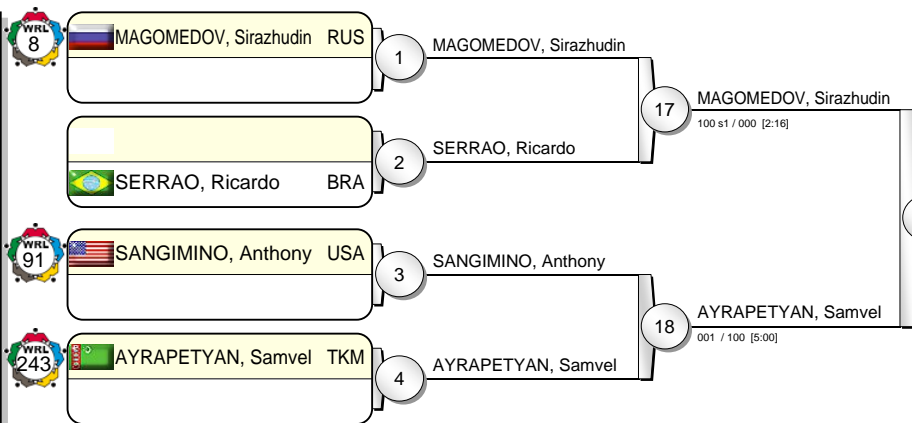 WRL
8
MAGOMEDOV, Sirazhudin RUS
1
MAGOMEDOV, Sirazhudin
17
MAGOMEDOV, Sirazhudin
100 s1 / 000 [2:16]
SERRAO, Ricardo BRA
2
SERRAO, Ricardo
WRL
91
SANGIMINO, Anthony USA
3
SANGIMINO, Anthony
18
AYRAPETYAN, Samvel
001 / 100 [5:00]
WRL
243
AYRAPETYAN, Samvel TKM
4
AYRAPETYAN, Samvel